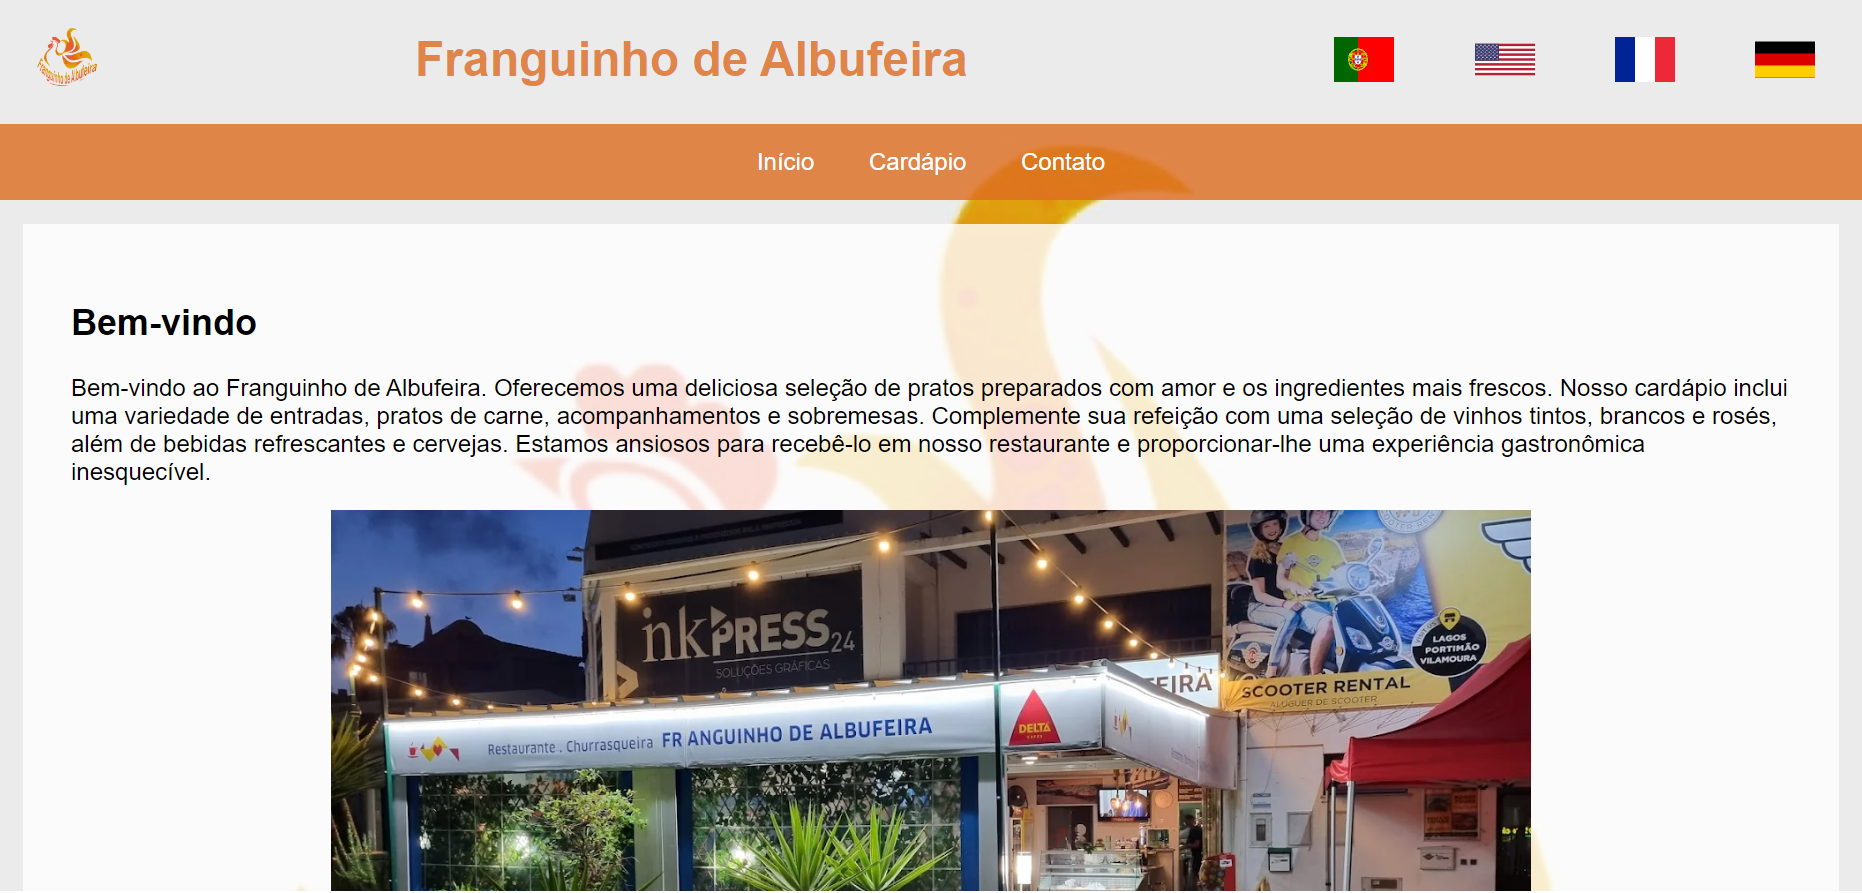 Franguinho de Albufeira
Franguinho de Albufeira
Início Cardápio Contato
Bem-vindo
Bem-vindo ao Franguinho de Albufeira. Oferecemos uma deliciosa seleção de pratos preparados com amor e os ingredientes mais frescos. Nosso cardápio inclui
uma variedade de entradas, pratos de carne, acompanhamentos e sobremesas. Complemente sua refeição com uma seleção de vinhos tintos, brancos e rosés,
além de bebidas refrescantes e cervejas. Estamos ansiosos para recebê-lo em nosso restaurante e proporcionar-lhe uma experiência gastronômica
inesquecível.
inkPRESS24
SOLUÇÕES GRÁFICAS
LAGOS
PORTIMÃO
VILAMOURA
SCOOTER RENTAL
ALUGUER DE SCOOTER
Restaurante . Churrasqueira FRANGUINHO DE ALBUFEIRA
DELTA
CAFÉS
FEIRA